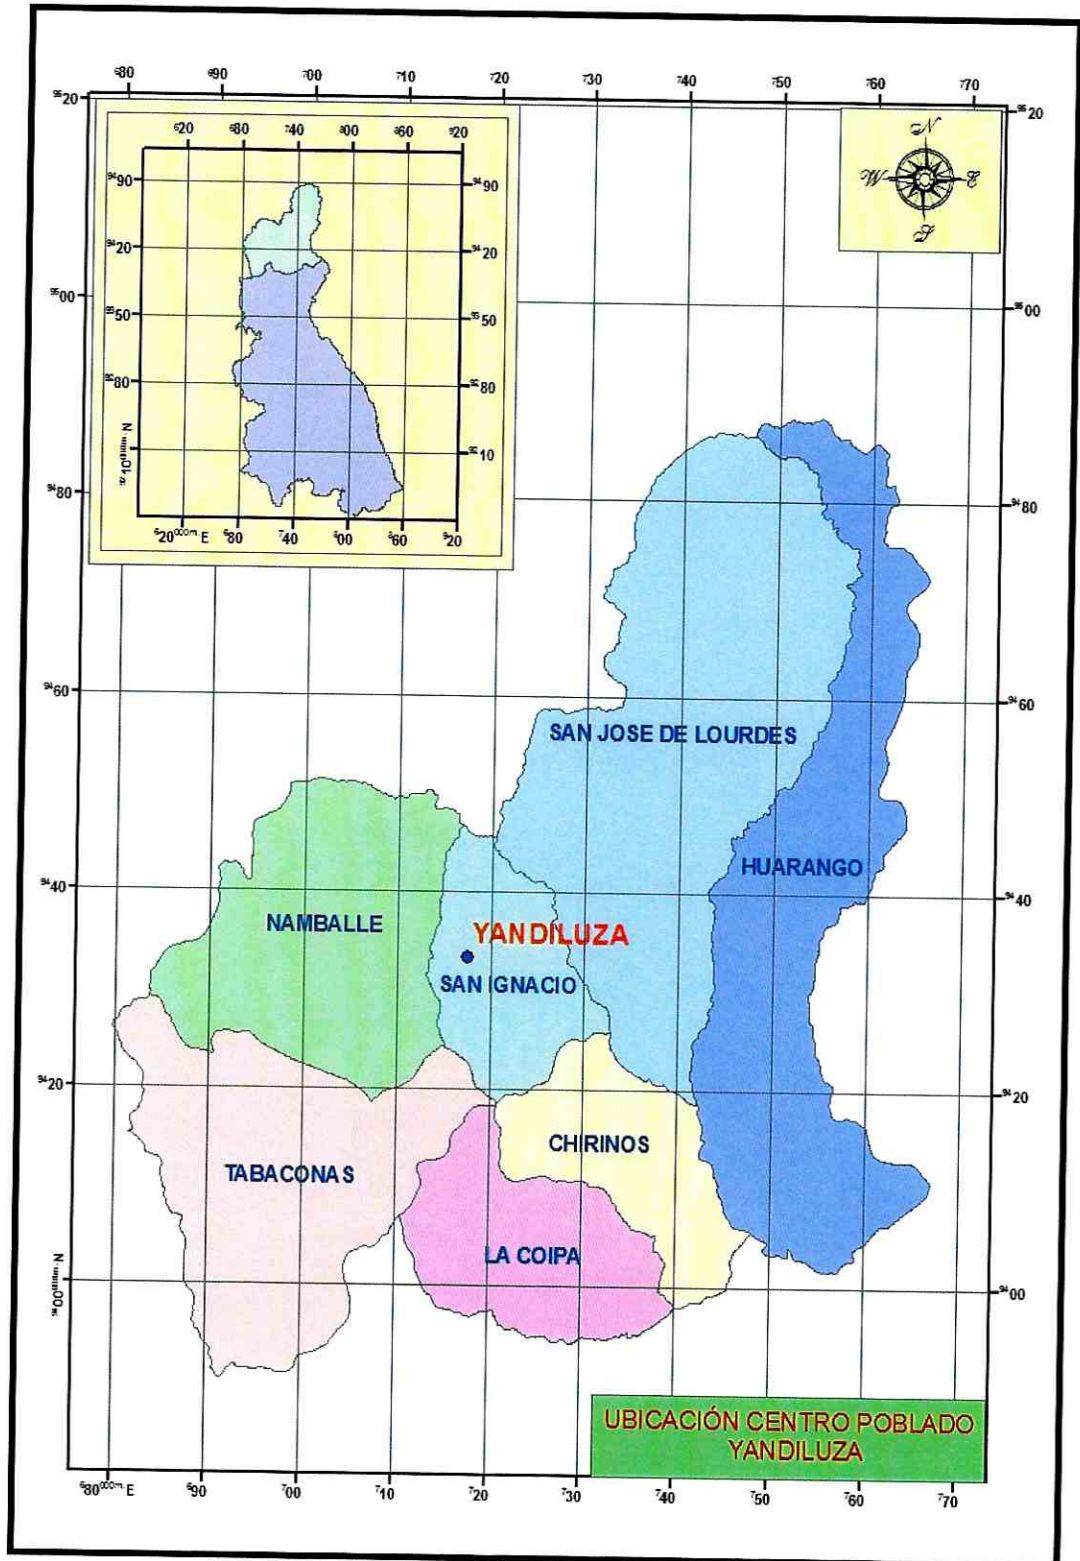 ⁶80 ⁶90 ⁷00 ⁷10 ⁷20 ⁷30 ⁷40 ⁷50 ⁷60 ⁷70
⁹⁵20 ⁹⁵20
⁶20 ⁶80 ⁷40 ⁸00 ⁸60 ⁹20
N
W E
S
⁹⁴90 ⁹⁴90
⁹⁴20 ⁹⁴20
⁹⁵00 ⁹⁵00
⁹³50 ⁹³50
⁹²80 ⁹²80
⁹²10⁰⁰⁰ᵐ·N ⁹²10
⁶20⁰⁰⁰ᵐ·E ⁶80 ⁷40 ⁸00 ⁸60 ⁹20
⁹⁴80 ⁹⁴80
⁹⁴60 ⁹⁴60
SAN JOSE DE LOURDES
HUARANGO
⁹⁴40 ⁹⁴40
NAMBALLE
YANDILUZA
SAN IGNACIO
⁹⁴20 ⁹⁴20
CHIRINOS
TABACONAS
LA COIPA
⁹⁴00⁰⁰⁰ᵐ·N ⁹⁴00
UBICACIÓN CENTRO POBLADO
YANDILUZA
⁶80⁰⁰⁰ᵐ·E ⁶90 ⁷00 ⁷10 ⁷20 ⁷30 ⁷40 ⁷50 ⁷60 ⁷70